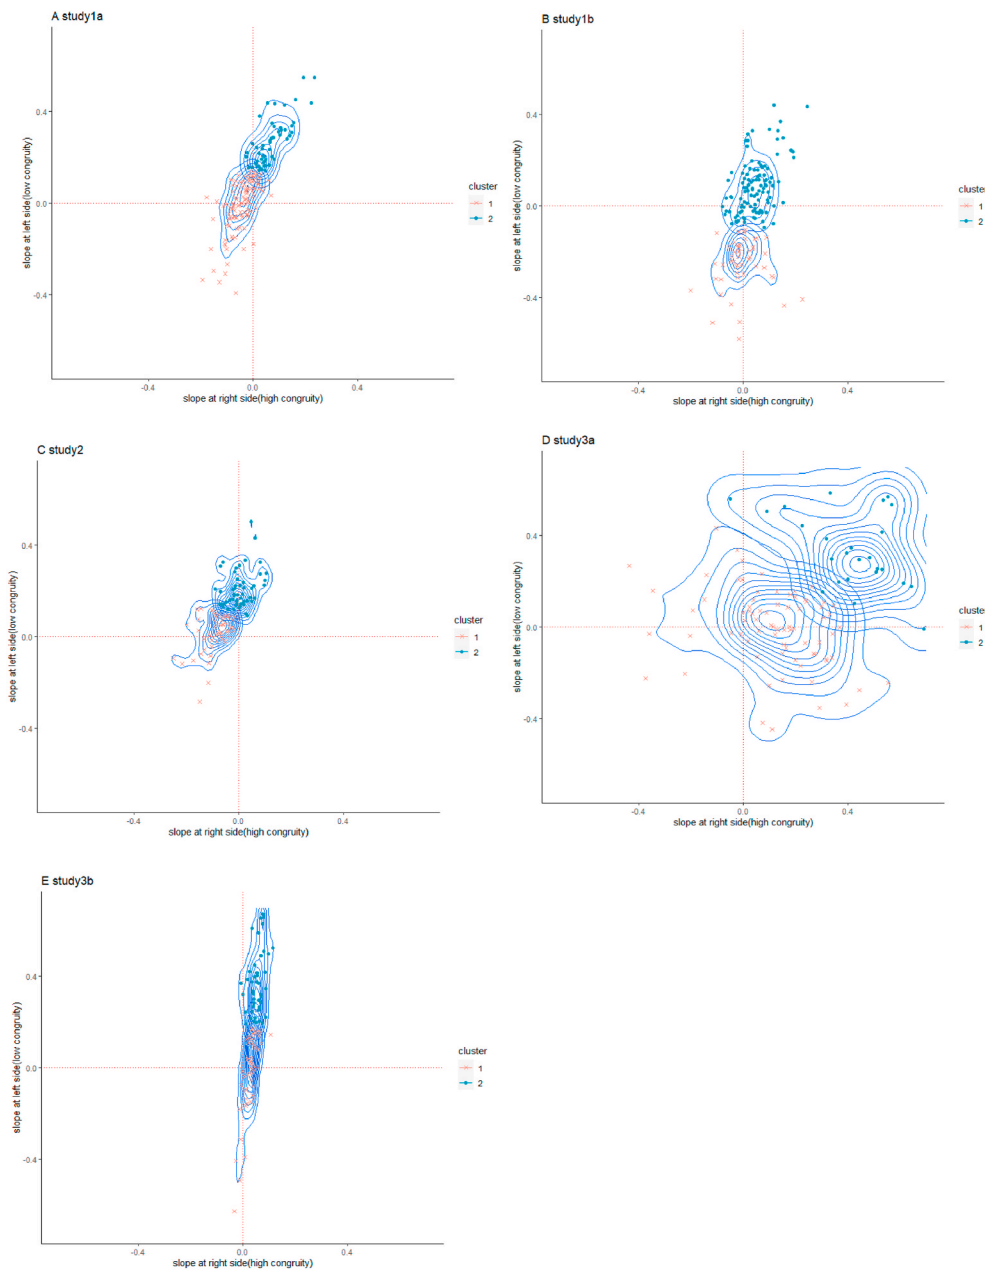 A study1a
slope at left side(low congruity)
0.4
0.0
-0.4
-0.4
0.0
0.4
slope at right side(high congruity)
cluster
1
2
B study1b
slope at left side(low congruity)
0.4
0.0
-0.4
-0.4
0.0
0.4
slope at right side(high congruity)
cluster
1
2
C study2
slope at left side(low congruity)
0.4
0.0
-0.4
-0.4
0.0
0.4
slope at right side(high congruity)
cluster
1
2
D study3a
slope at left side(low congruity)
0.4
0.0
-0.4
-0.4
0.0
0.4
slope at right side(high congruity)
cluster
1
2
E study3b
slope at left side(low congruity)
0.4
0.0
-0.4
-0.4
0.0
0.4
slope at right side(high congruity)
cluster
1
2